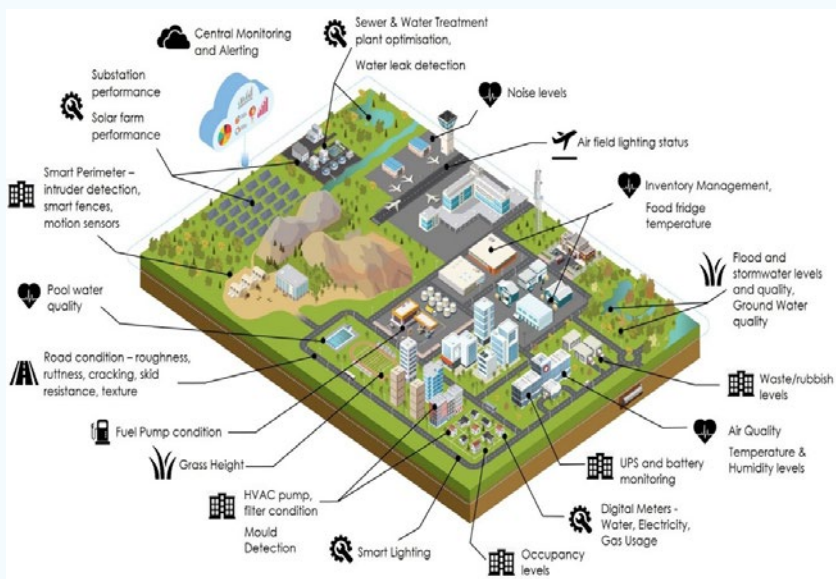 Central Monitoring
and Alerting
Sewer & Water Treatment
plant optimisation,
Water leak detection
Substation
performance
Solar farm
performance
Noise levels
Air field lighting status
Smart Perimeter –
intruder detection,
smart fences,
motion sensors
Inventory Management,
Food fridge
temperature
Pool water
quality
Flood and
stormwater levels
and quality, Ground Water
quality
Road condition – roughness,
ruttness, cracking, skid
resistance, texture
Waste/rubbish
levels
Fuel Pump condition
Air Quality
Temperature &
Humidity levels
Grass Height
UPS and battery
monitoring
HVAC pump,
filter condition
Mould
Detection
Digital Meters -
Water, Electricity,
Gas Usage
Smart Lighting
Occupancy
levels